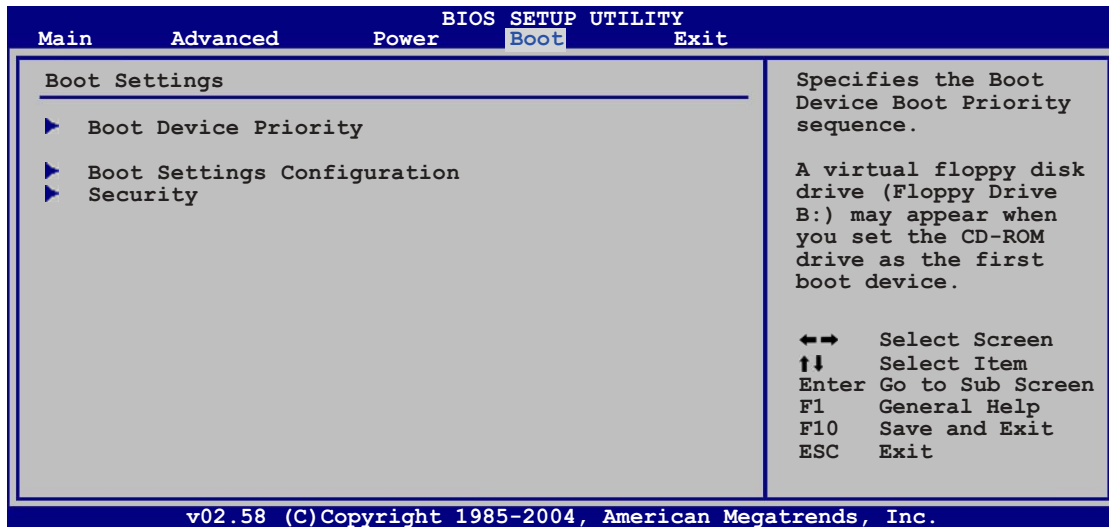 BIOS SETUP UTILITY
Main Advanced Power Boot Exit
Boot Settings
Boot Device Priority
Boot Settings Configuration
Security
Specifies the Boot
Device Boot Priority
sequence.
A virtual floppy disk
drive (Floppy Drive
B:) may appear when
you set the CD-ROM
drive as the first
boot device.
←→ Select Screen
↑↓ Select Item
Enter Go to Sub Screen
F1 General Help
F10 Save and Exit
ESC Exit
v02.58 (C)Copyright 1985-2004, American Megatrends, Inc.